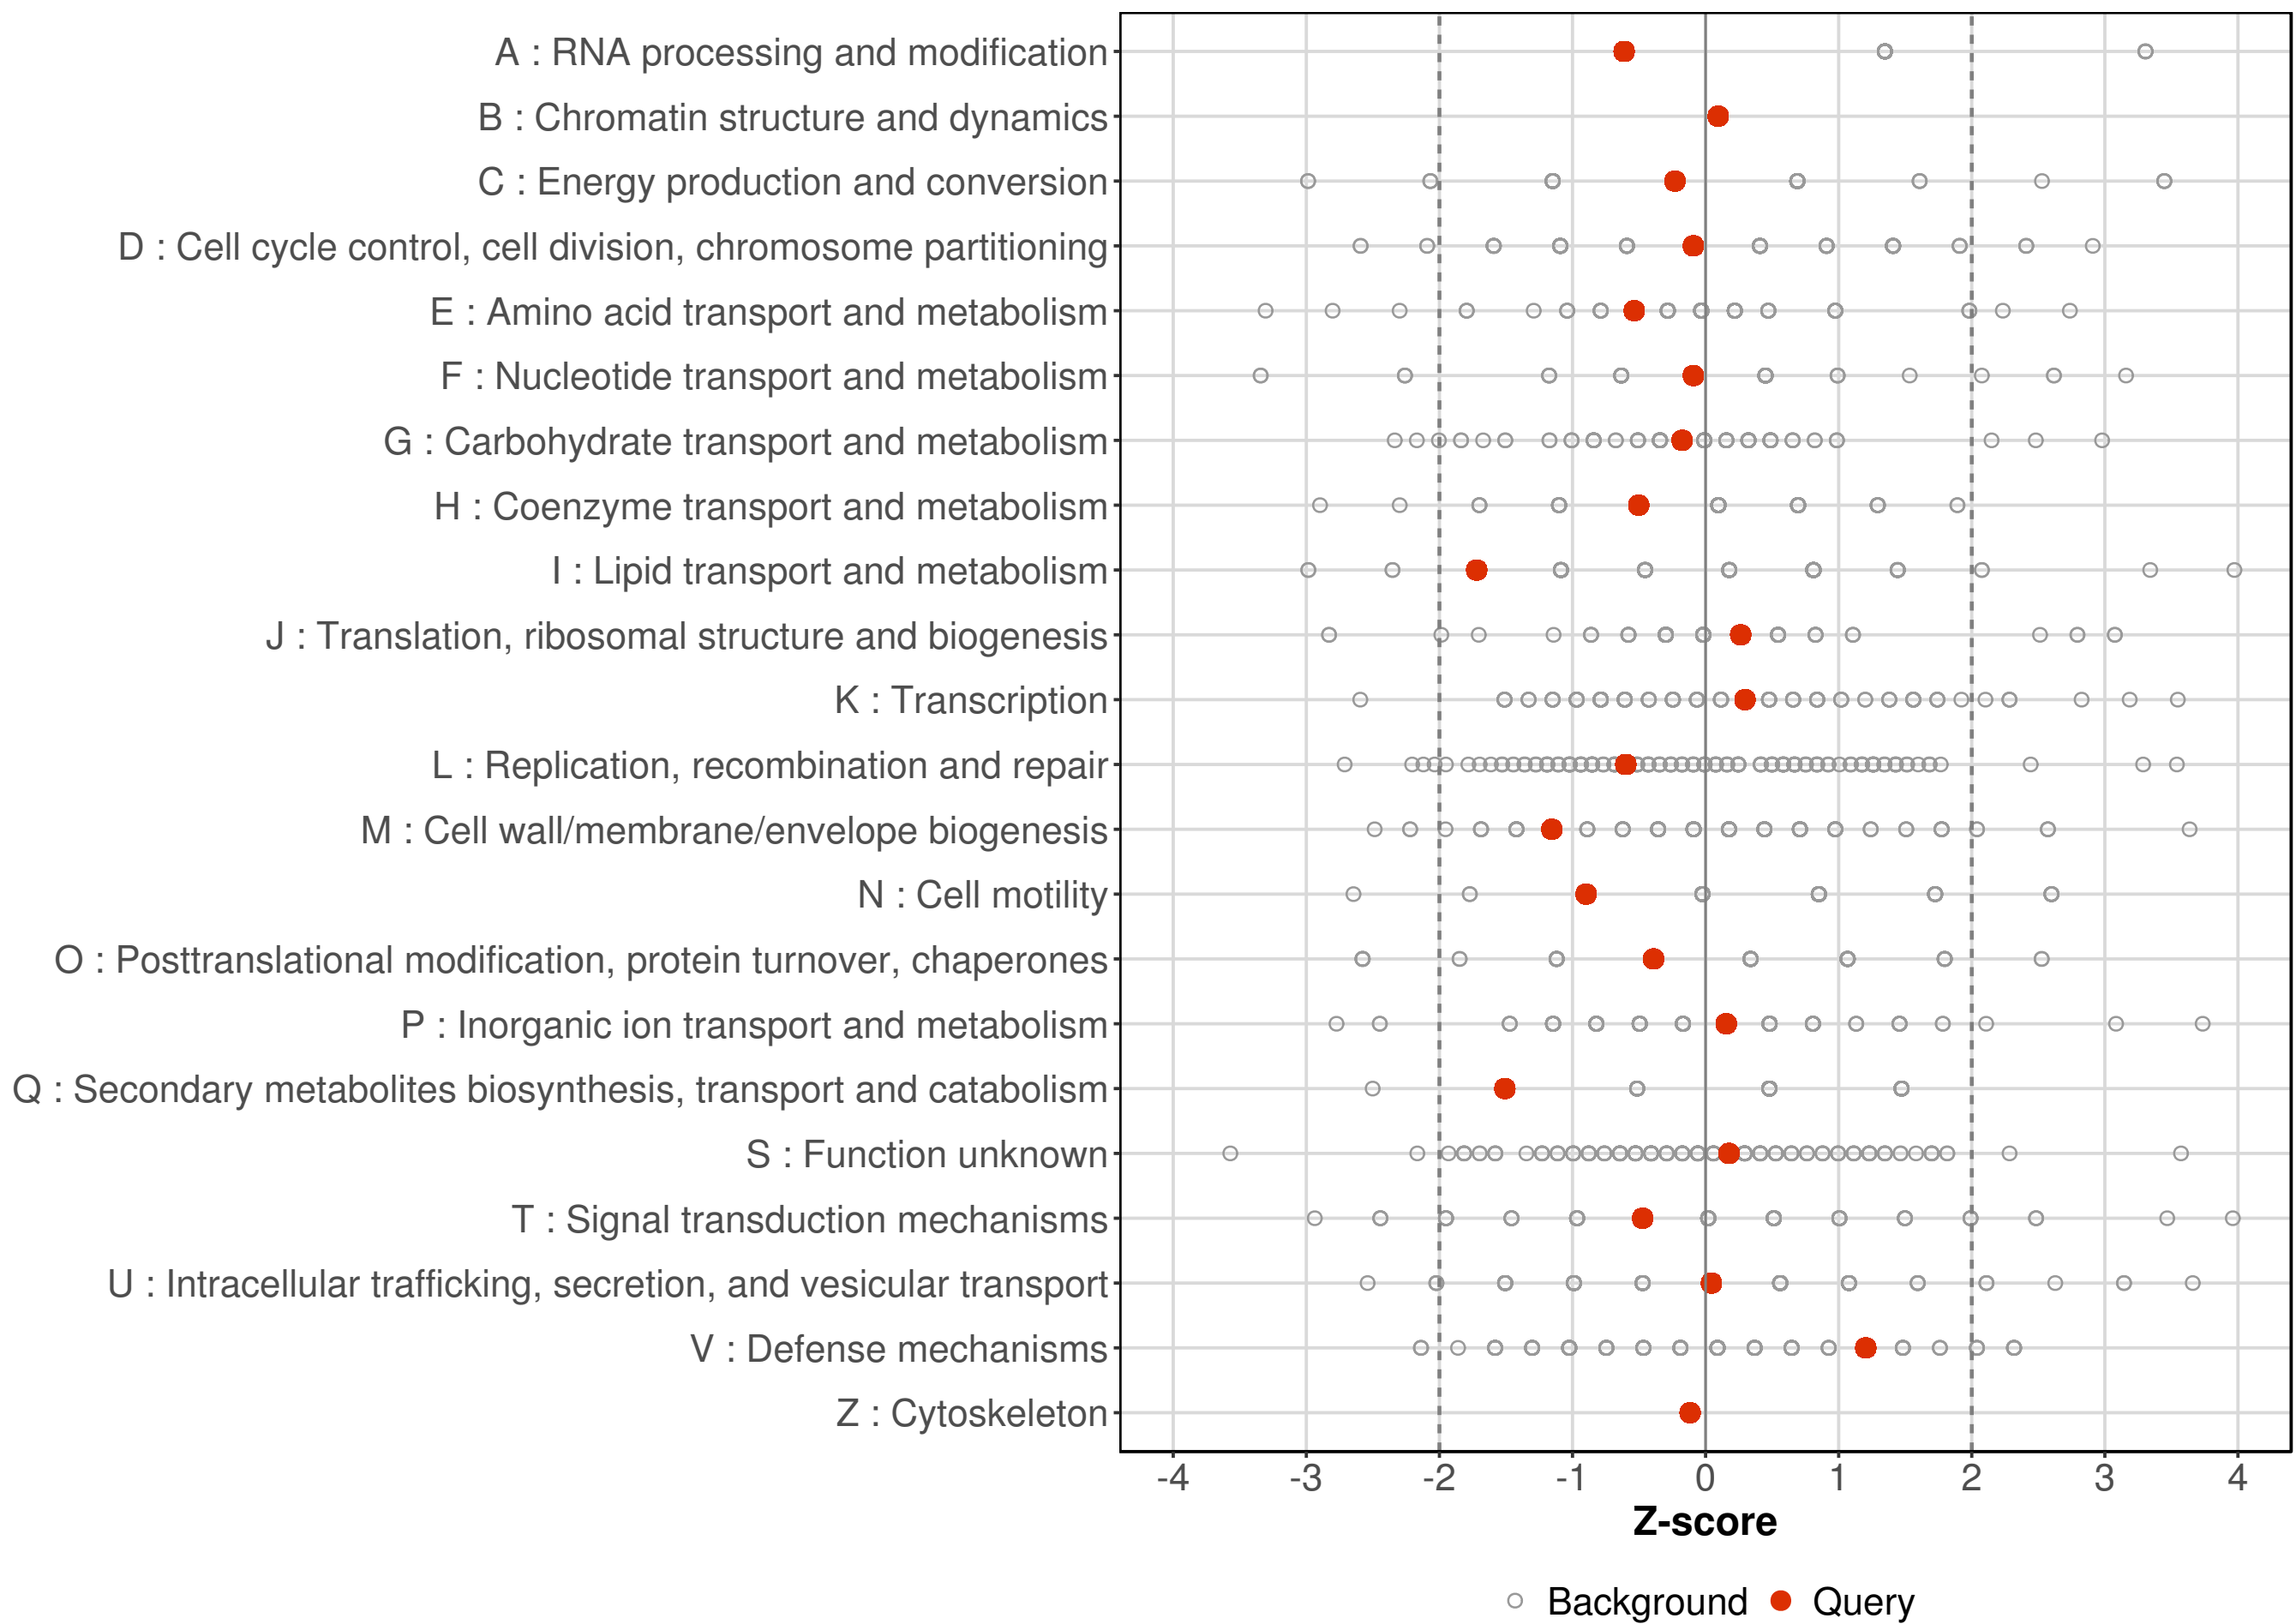 A : RNA processing and modification
B : Chromatin structure and dynamics
C : Energy production and conversion
D : Cell cycle control, cell division, chromosome partitioning
E : Amino acid transport and metabolism
F : Nucleotide transport and metabolism
G : Carbohydrate transport and metabolism
H : Coenzyme transport and metabolism
I : Lipid transport and metabolism
J : Translation, ribosomal structure and biogenesis
K : Transcription
L : Replication, recombination and repair
M : Cell wall/membrane/envelope biogenesis
N : Cell motility
O : Posttranslational modification, protein turnover, chaperones
P : Inorganic ion transport and metabolism
Q : Secondary metabolites biosynthesis, transport and catabolism
S : Function unknown
T : Signal transduction mechanisms
U : Intracellular trafficking, secretion, and vesicular transport
V : Defense mechanisms
Z : Cytoskeleton
-4 -3 -2 -1 0 1 2 3 4
Z-score
Background Query